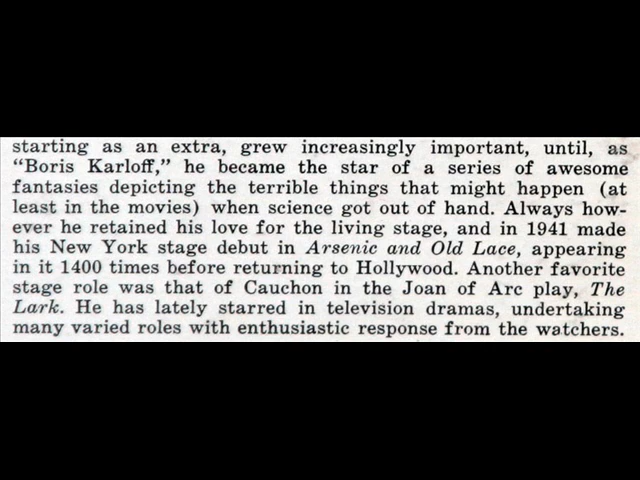 starting as an extra, grew increasingly important, until, as
"Boris Karloff," he became the star of a series of awesome
fantasies depicting the terrible things that might happen (at
least in the movies) when science got out of hand. Always how-
ever he retained his love for the living stage, and in 1941 made
his New York stage debut in Arsenic and Old Lace, appearing
in it 1400 times before returning to Hollywood. Another favorite
stage role was that of Cauchon in the Joan of Arc play, The
Lark. He has lately starred in television dramas, undertaking
many varied roles with enthusiastic response from the watchers.